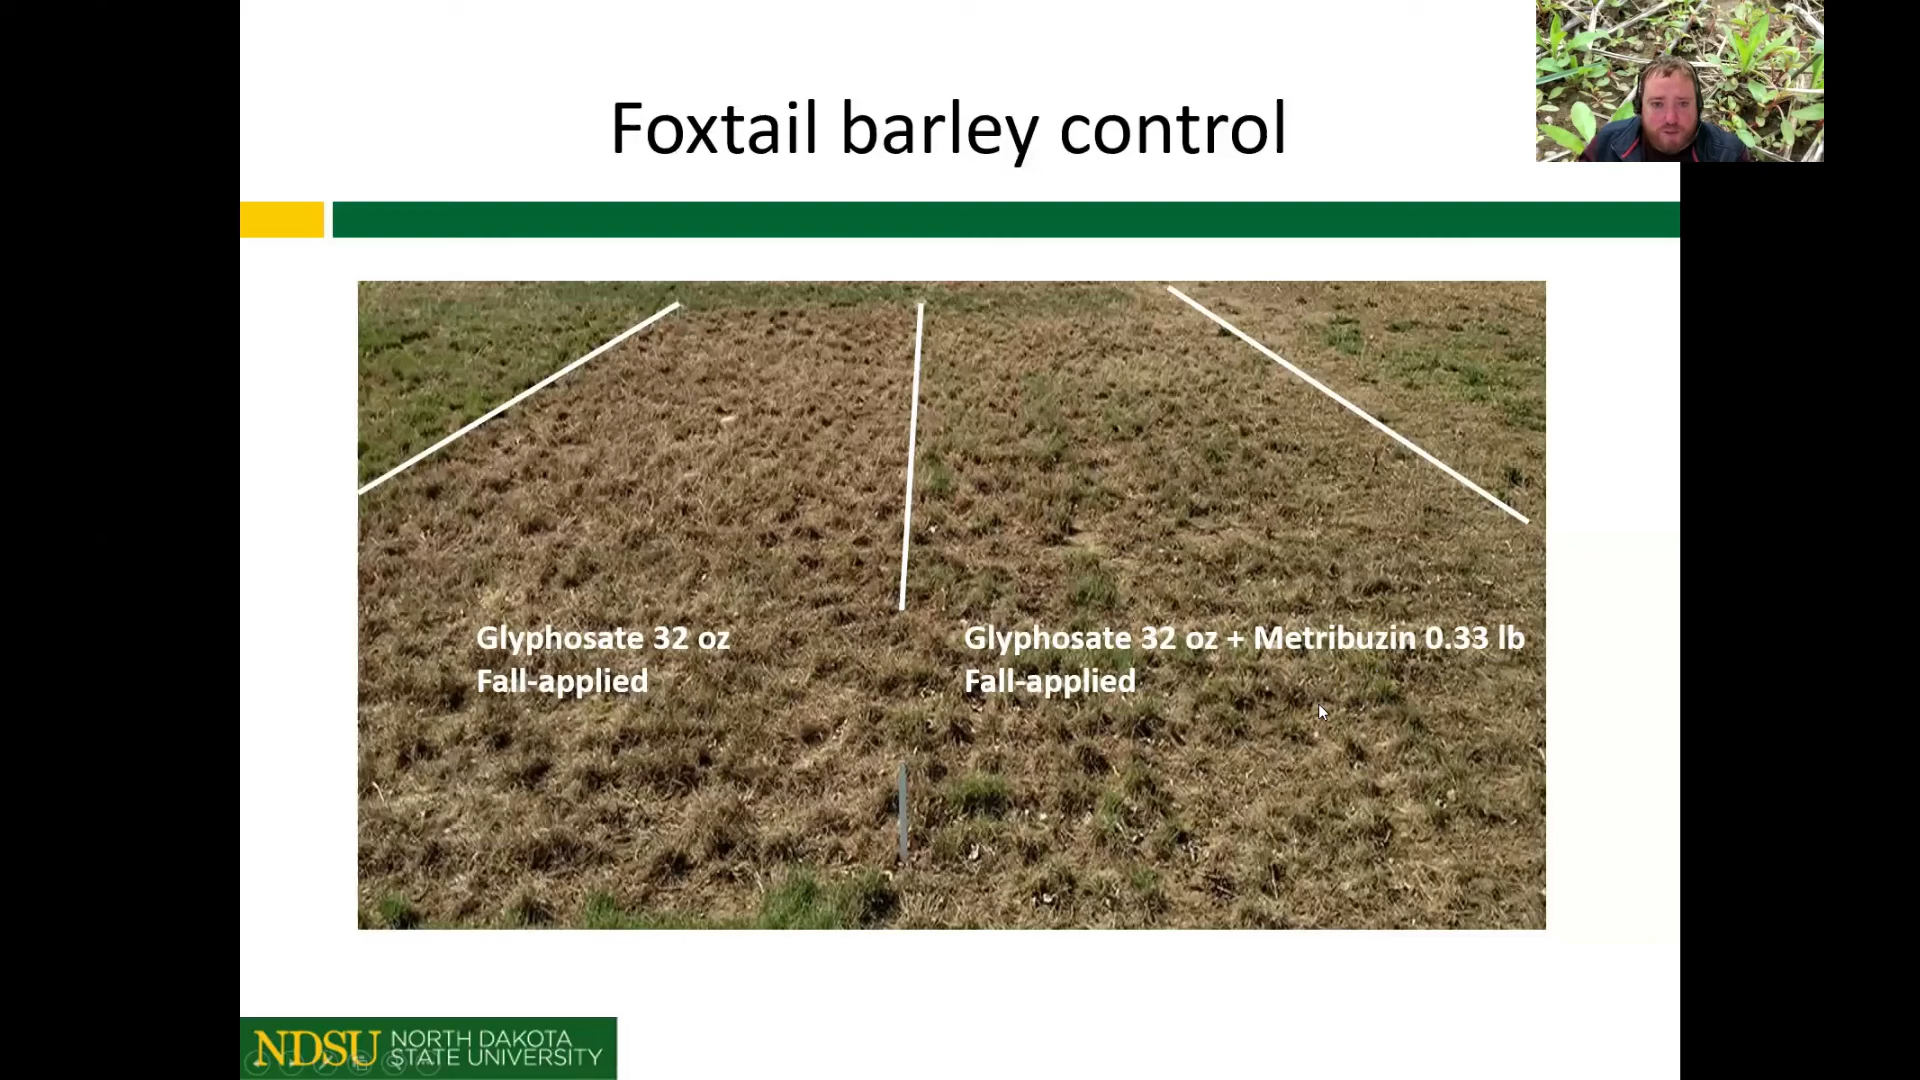 Foxtail barley control
Glyphosate 32 oz
Fall-applied
Glyphosate 32 oz + Metribuzin 0.33 lb
Fall-applied
NDSU NORTH DAKOTA
STATE UNIVERSITY